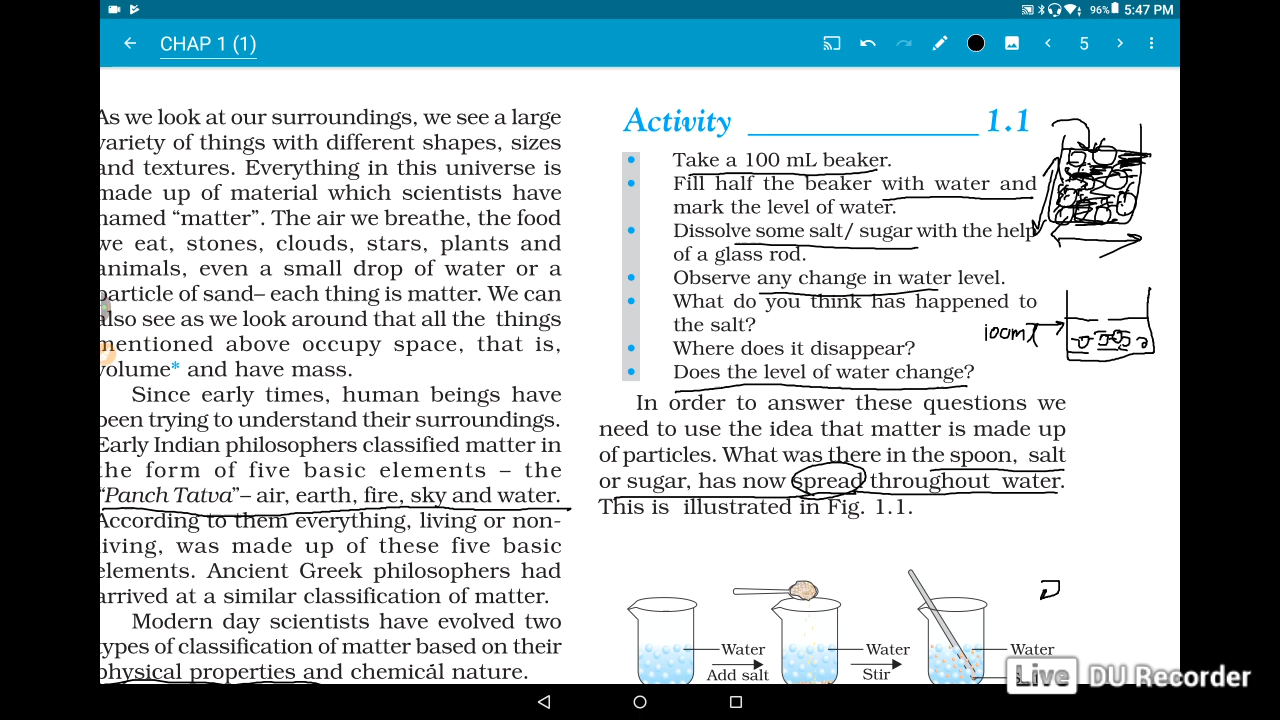 96% 5:47 PM
CHAP 1 (1)
5
As we look at our surroundings, we see a large
variety of things with different shapes, sizes
and textures. Everything in this universe is
made up of material which scientists have
named “matter”. The air we breathe, the food
we eat, stones, clouds, stars, plants and
animals, even a small drop of water or a
particle of sand– each thing is matter. We can
also see as we look around that all the things
mentioned above occupy space, that is,
volume* and have mass.
Since early times, human beings have
been trying to understand their surroundings.
Early Indian philosophers classified matter in
the form of five basic elements – the
“Panch Tatva”– air, earth, fire, sky and water.
According to them everything, living or non-
living, was made up of these five basic
elements. Ancient Greek philosophers had
arrived at a similar classification of matter.
Modern day scientists have evolved two
types of classification of matter based on their
physical properties and chemical nature.
Activity 1.1
• Take a 100 mL beaker.
• Fill half the beaker with water and
mark the level of water.
• Dissolve some salt/ sugar with the help
of a glass rod.
• Observe any change in water level.
• What do you think has happened to
the salt?
• Where does it disappear?
• Does the level of water change?
100ml
In order to answer these questions we
need to use the idea that matter is made up
of particles. What was there in the spoon, salt
or sugar, has now spread throughout water.
This is illustrated in Fig. 1.1.
Water
Add salt
Water
Stir
Water
Live DU Recorder